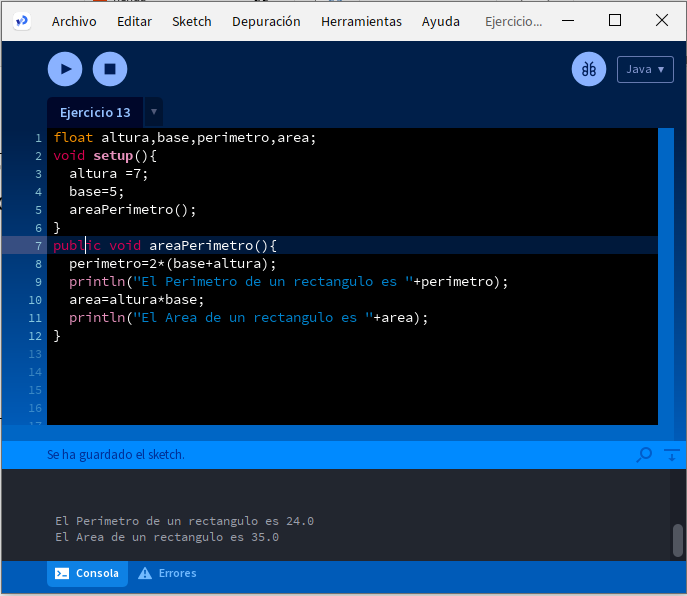 Archivo Editar Sketch Depuración Herramientas Ayuda Ejercicio...
Java ▾
Ejercicio 13 ▾
1 float altura,base,perimetro,area;
2 void setup(){
3 altura =7;
4 base=5;
5 areaPerimetro();
6 }
7 public void areaPerimetro(){
8 perimetro=2*(base+altura);
9 println("El Perimetro de un rectangulo es "+perimetro);
10 area=altura*base;
11 println("El Area de un rectangulo es "+area);
12 }
13
14
15
16
17
Se ha guardado el sketch.
El Perimetro de un rectangulo es 24.0
El Area de un rectangulo es 35.0
Consola Errores